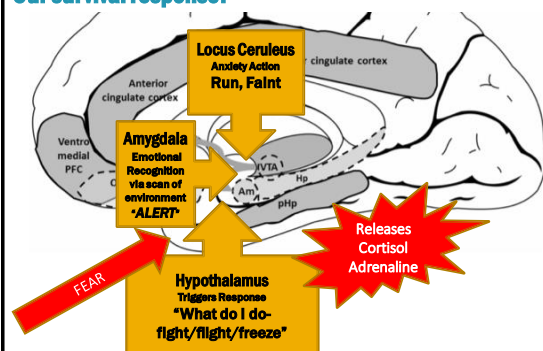 Our survival response:
Locus Ceruleus
Anxiety Action
Run, Faint
cingulate cortex
Anterior
cingulate cortex
Ventro
medial
PFC
Amygdala
Emotional
Recognition
via scan of
environment
"ALERT"
VTA
Hp
Am
pHp
Releases
Cortisol
Adrenaline
FEAR
Hypothalamus
Triggers Response
"What do I do-
fight/flight/freeze"